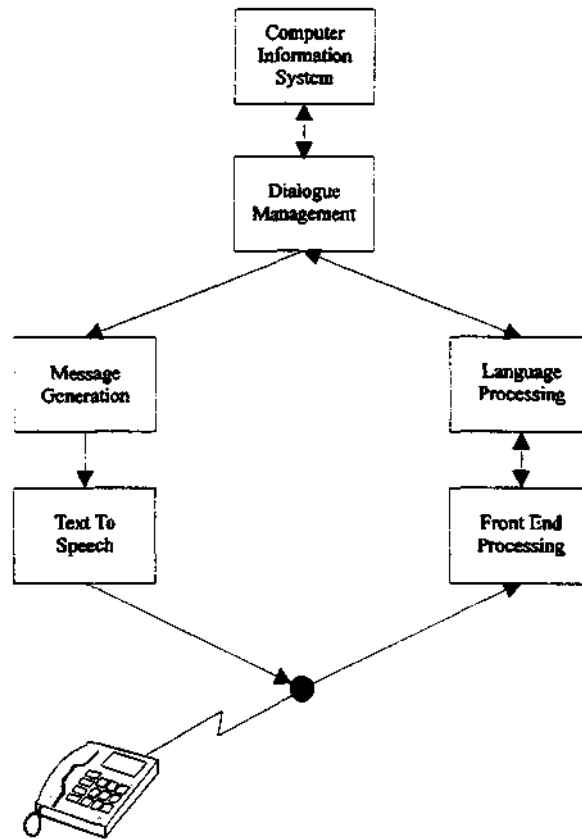 Computer
Information
System
Dialogue
Management
Message
Generation
Language
Processing
Text To
Speech
Front End
Processing